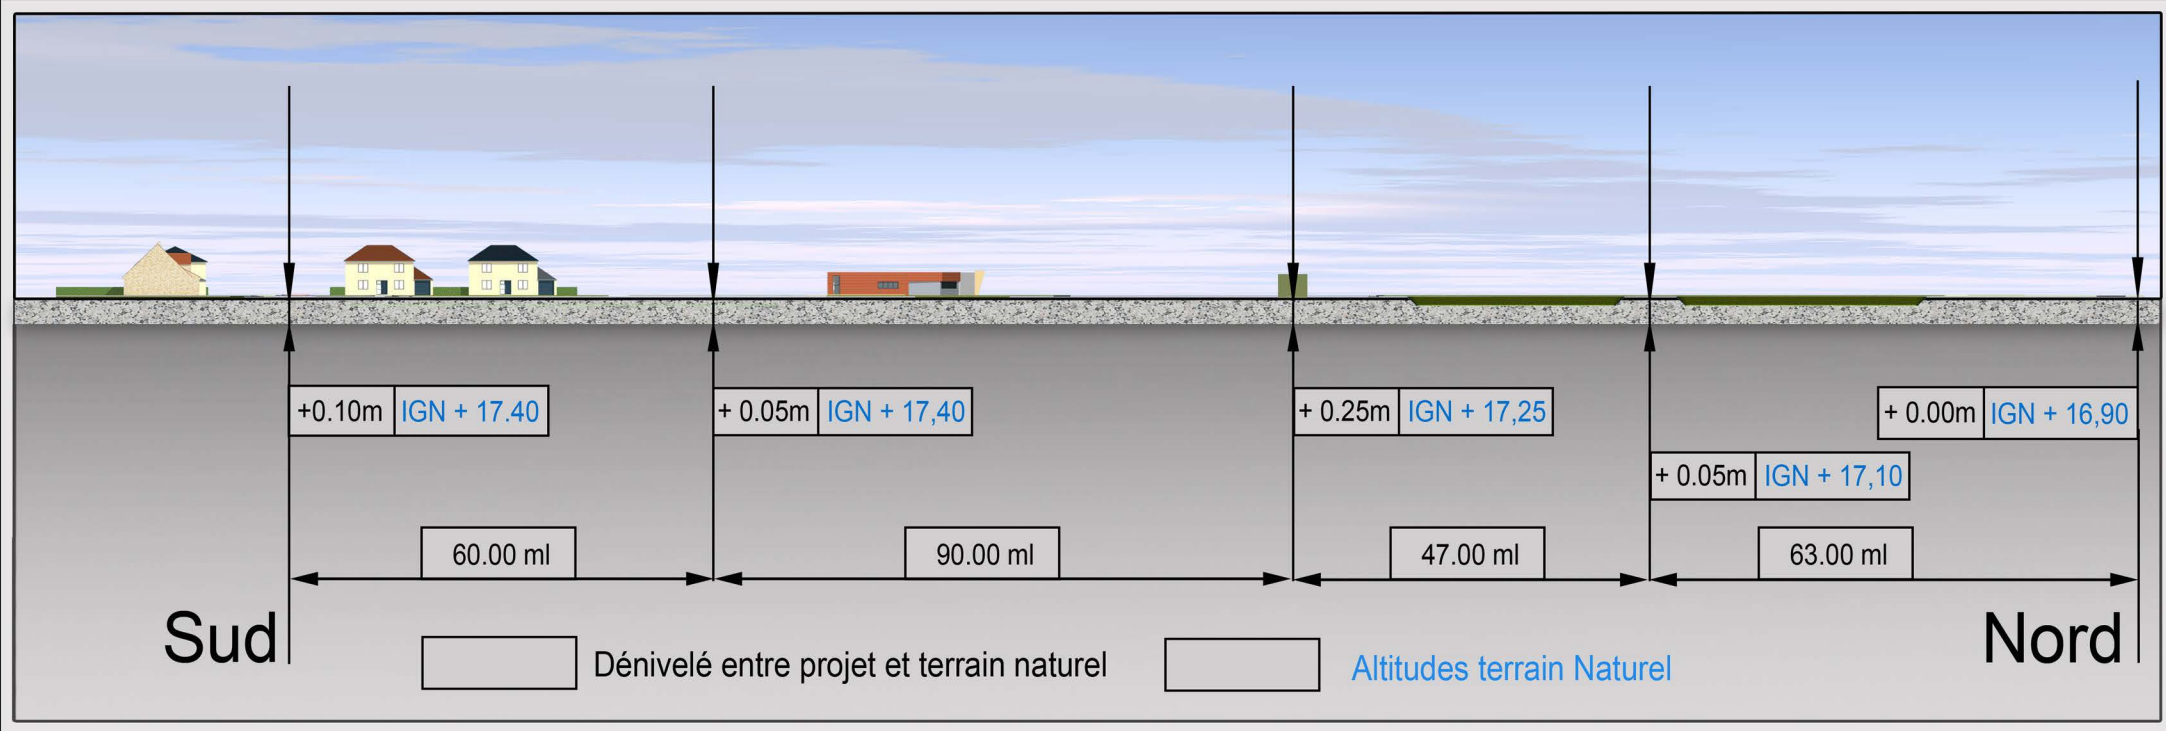 +0.10m IGN + 17.40
+ 0.05m IGN + 17,40
+ 0.25m IGN + 17,25
+ 0.00m IGN + 16,90
+ 0.05m IGN + 17,10
60.00 ml
90.00 ml
47.00 ml
63.00 ml
Sud
Nord
Dénivelé entre projet et terrain naturel
Altitudes terrain Naturel